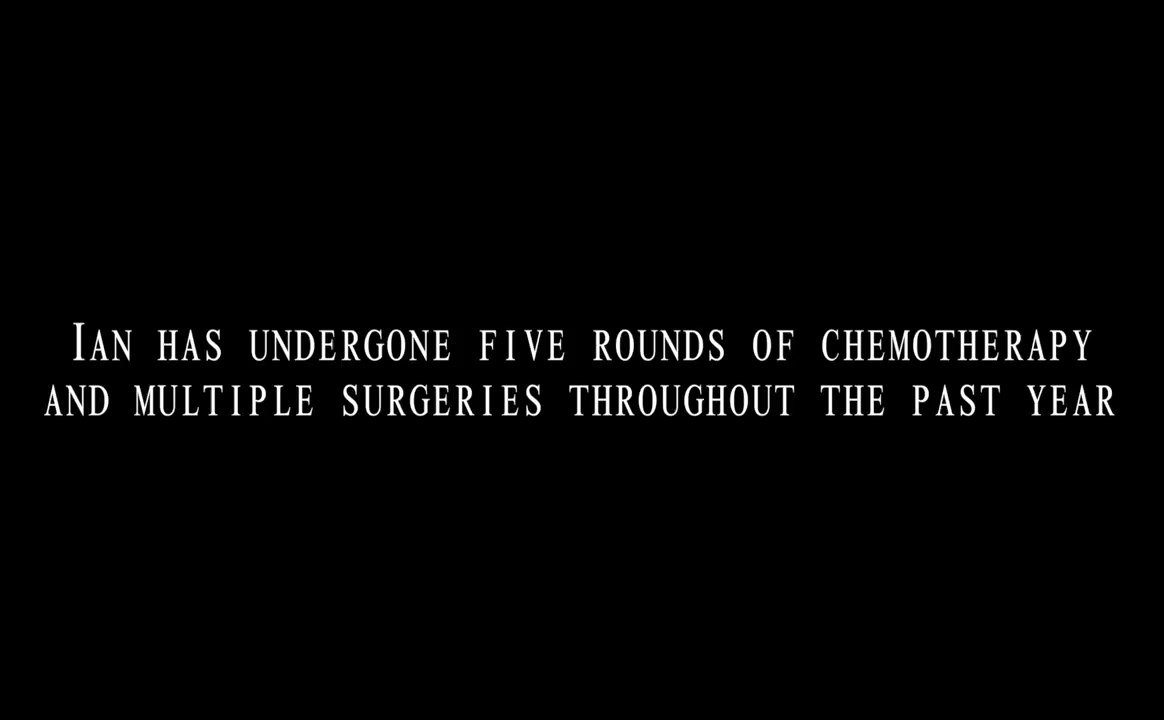 Ian has undergone five rounds of chemotherapy
and multiple surgeries throughout the past year